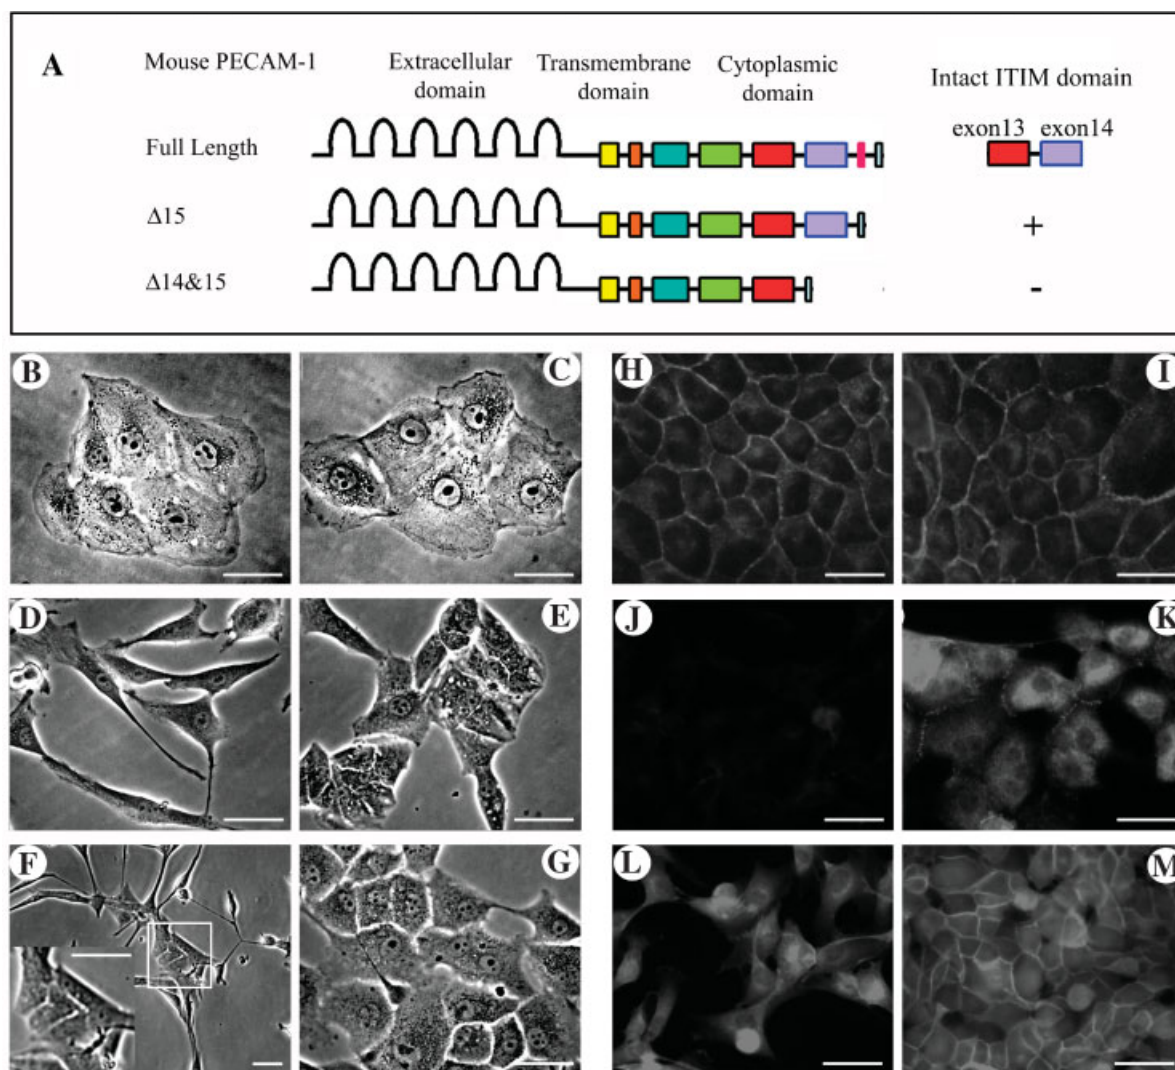 A
Mouse PECAM-1
Extracellular domain
Transmembrane domain
Cytoplasmic domain
Intact ITIM domain
Full Length
exon13
exon14
Δ15
+
Δ14&15
-
B
C
H
I
D
E
J
K
F
G
L
M